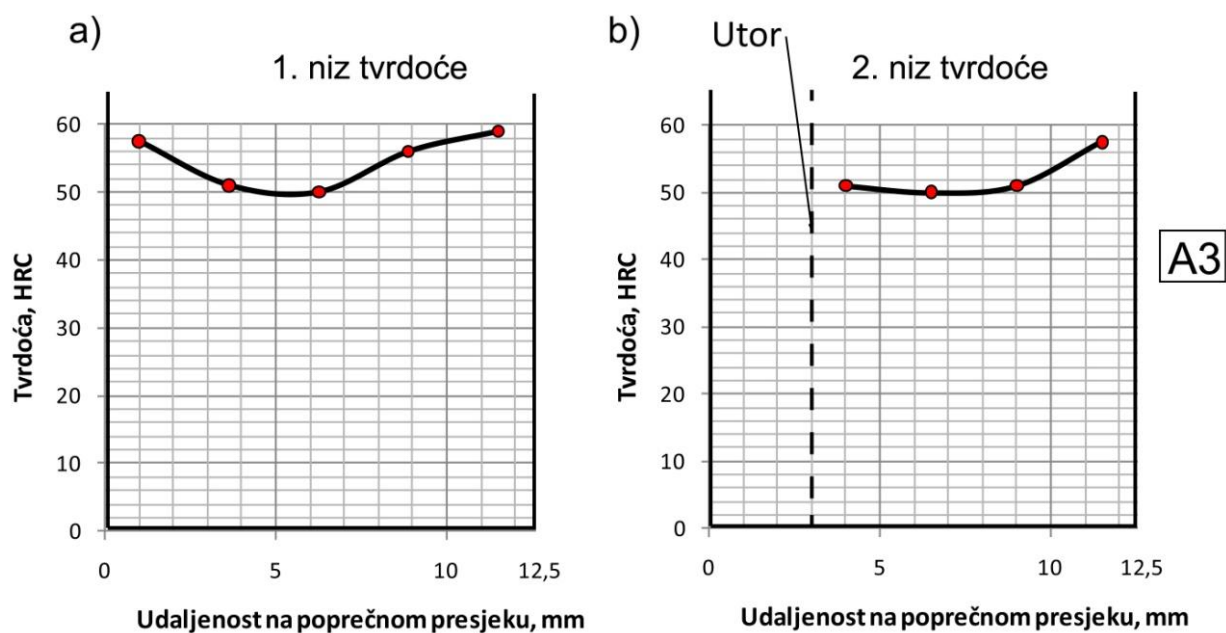 a)
1. niz tvrdoće
Tvrdoća, HRC
60
50
40
30
20
10
0
0 5 10 12,5
Udaljenost na poprečnom presjeku, mm
b)
Utor
2. niz tvrdoće
Tvrdoća, HRC
60
50
40
30
20
10
0
0 5 10 12,5
Udaljenost na poprečnom presjeku, mm
A3